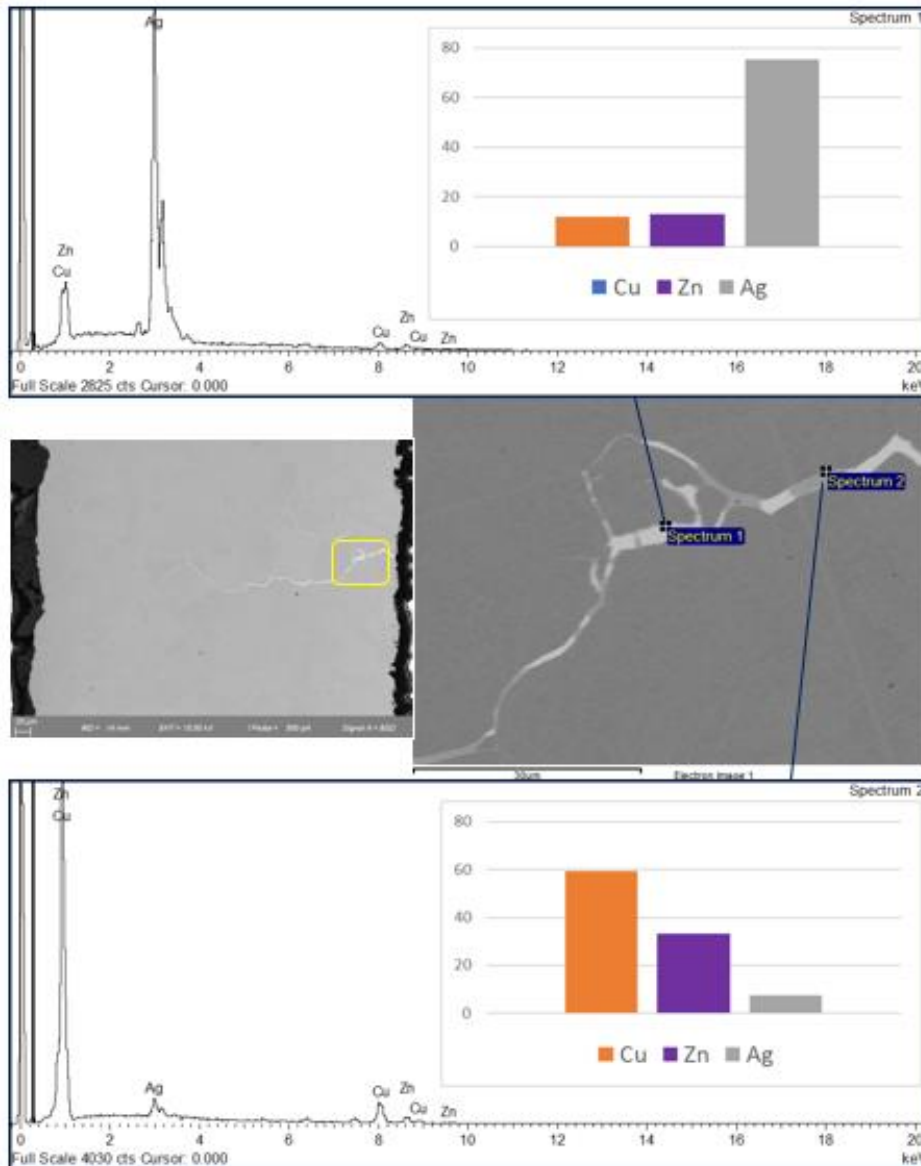 Spectrum 1
Ag
80
60
40
20
0
Cu Zn Ag
Zn
Cu
Zn
Cu Cu Zn
0 2 4 6 8 10 12 14 16 18 20
Full Scale 2825 cts Cursor: 0.000
keV
Spectrum 2
Spectrum 1
Electron Image 1
Spectrum 2
Zn
Cu
80
60
40
20
0
Cu Zn Ag
Ag
Zn
Cu Cu Zn
0 2 4 6 8 10 12 14 16 18 20
Full Scale 4030 cts Cursor: 0.000
keV